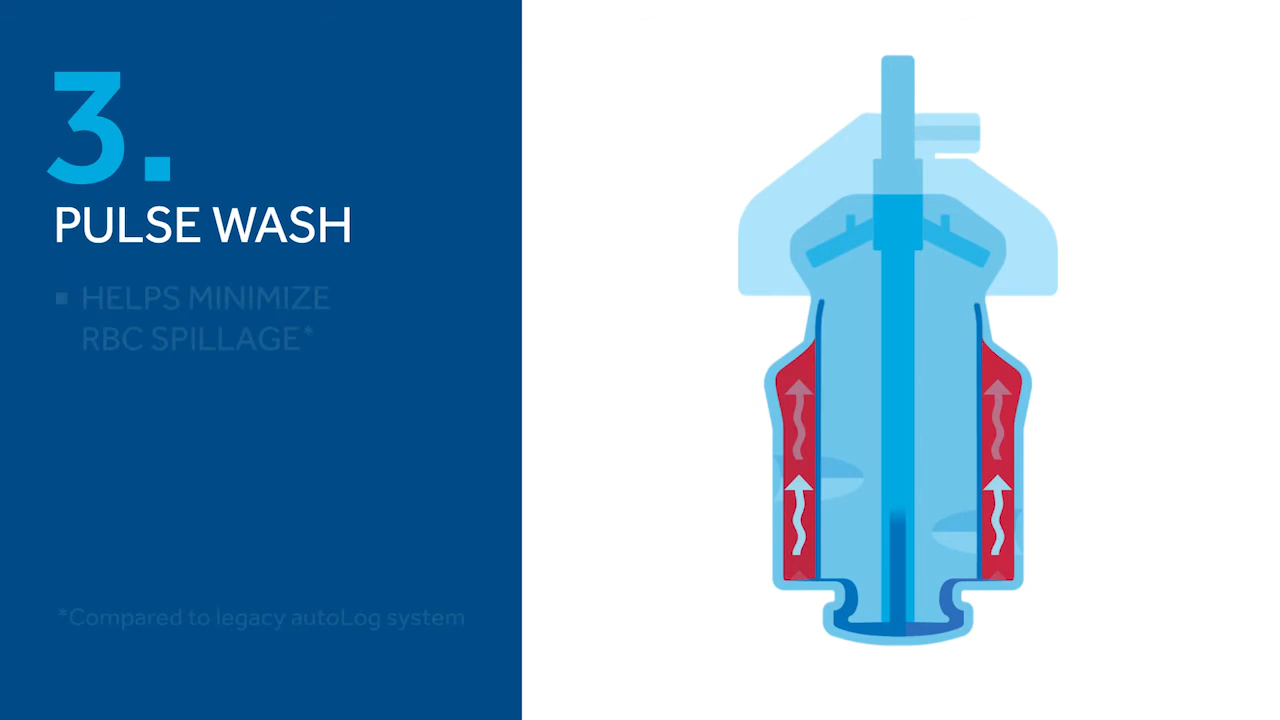 3.
PULSE WASH
▪ HELPS MINIMIZE
RBC SPILLAGE*
*Compared to legacy autoLog system